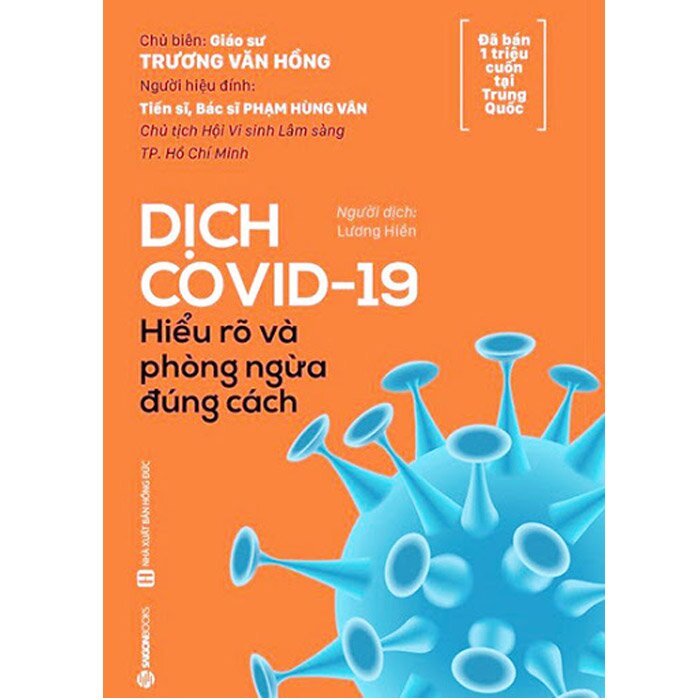 Chủ biên: Giáo sư
TRƯƠNG VĂN HỒNG
Người hiệu đính:
Tiến sĩ, Bác sĩ PHẠM HÙNG VÂN
Chủ tịch Hội Vi sinh Lâm sàng
TP. Hồ Chí Minh
Đã bán
1 triệu
cuốn
tại
Trung
Quốc
DỊCH
COVID-19
Người dịch:
Lương Hiền
Hiểu rõ và
phòng ngừa
đúng cách
NHÀ XUẤT BẢN HỒNG ĐỨC
SAIGONBOOKS